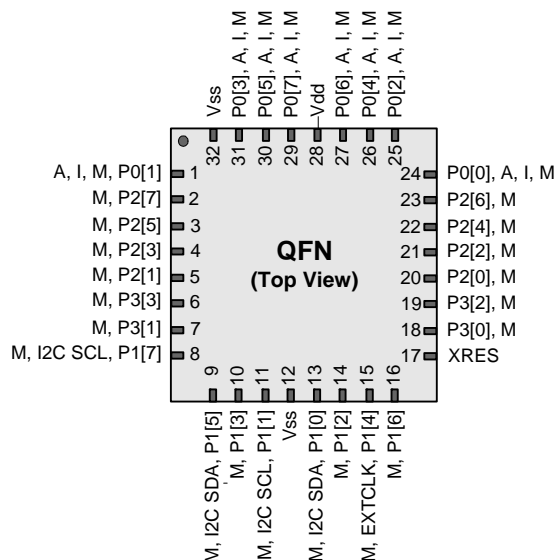 Vss
P0[3], A, I, M
P0[5], A, I, M
P0[7], A, I, M
Vdd
P0[6], A, I, M
P0[4], A, I, M
P0[2], A, I, M
32
31
30
29
28
27
26
25
A, I, M, P0[1]
1
M, P2[7]
2
M, P2[5]
3
M, P2[3]
4
M, P2[1]
5
M, P3[3]
6
M, P3[1]
7
M, I2C SCL, P1[7]
8
QFN
(Top View)
24
P0[0], A, I, M
23
P2[6], M
22
P2[4], M
21
P2[2], M
20
P2[0], M
19
P3[2], M
18
P3[0], M
17
XRES
9
10
11
12
13
14
15
16
M, I2C SDA, P1[5]
M, P1[3]
M, I2C SCL, P1[1]
Vss
M, I2C SDA, P1[0]
M, P1[2]
M, EXTCLK, P1[4]
M, P1[6]